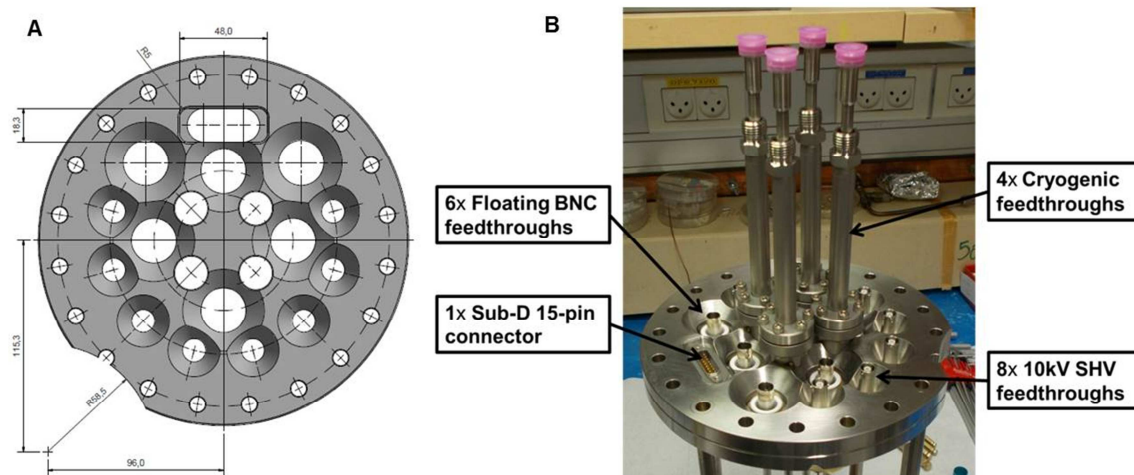 A
48,0
R5
18,3
115,3
R58,5
96,0
B
6x Floating BNC
feedthroughs
1x Sub-D 15-pin
connector
4x Cryogenic
feedthroughs
8x 10kV SHV
feedthroughs